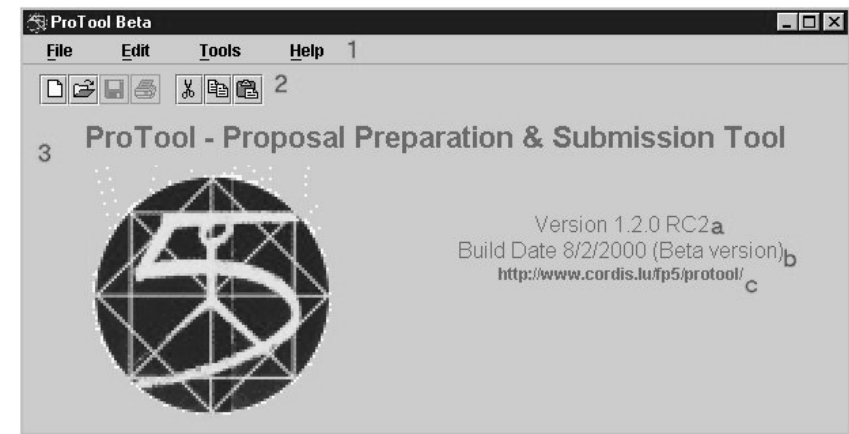 ProTool Beta
File Edit Tools Help 1
2
ProTool - Proposal Preparation & Submission Tool
3
Version 1.2.0 RC2a
Build Date 8/2/2000 (Beta version)b
http://www.cordis.lu/fp5/protool/ c